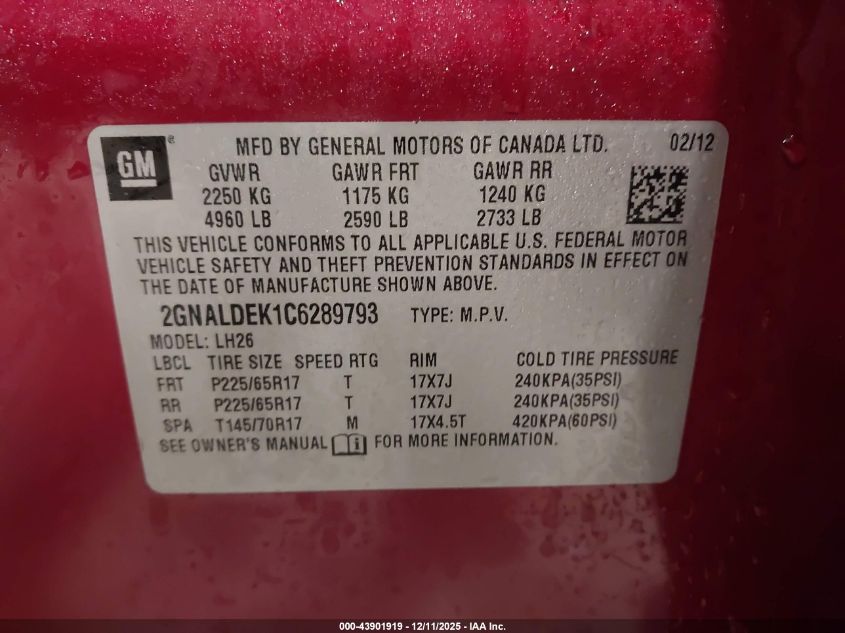 GM® MFD BY GENERAL MOTORS OF CANADA LTD. 02/12
GVWR GAWR FRT GAWR RR
2250 KG 1175 KG 1240 KG
4960 LB 2590 LB 2733 LB
THIS VEHICLE CONFORMS TO ALL APPLICABLE U.S. FEDERAL MOTOR
VEHICLE SAFETY AND THEFT PREVENTION STANDARDS IN EFFECT ON
THE DATE OF MANUFACTURE SHOWN ABOVE.
2GNALDEK1C6289793 TYPE: M.P.V.
MODEL: LH26
LBCL TIRE SIZE SPEED RTG RIM COLD TIRE PRESSURE
FRT P225/65R17 T 17X7J 240KPA(35PSI)
RR P225/65R17 T 17X7J 240KPA(35PSI)
SPA T145/70R17 M 17X4.5T 420KPA(60PSI)
SEE OWNER'S MANUAL i FOR MORE INFORMATION.
000-43901919 - 12/11/2025 - IAA Inc.